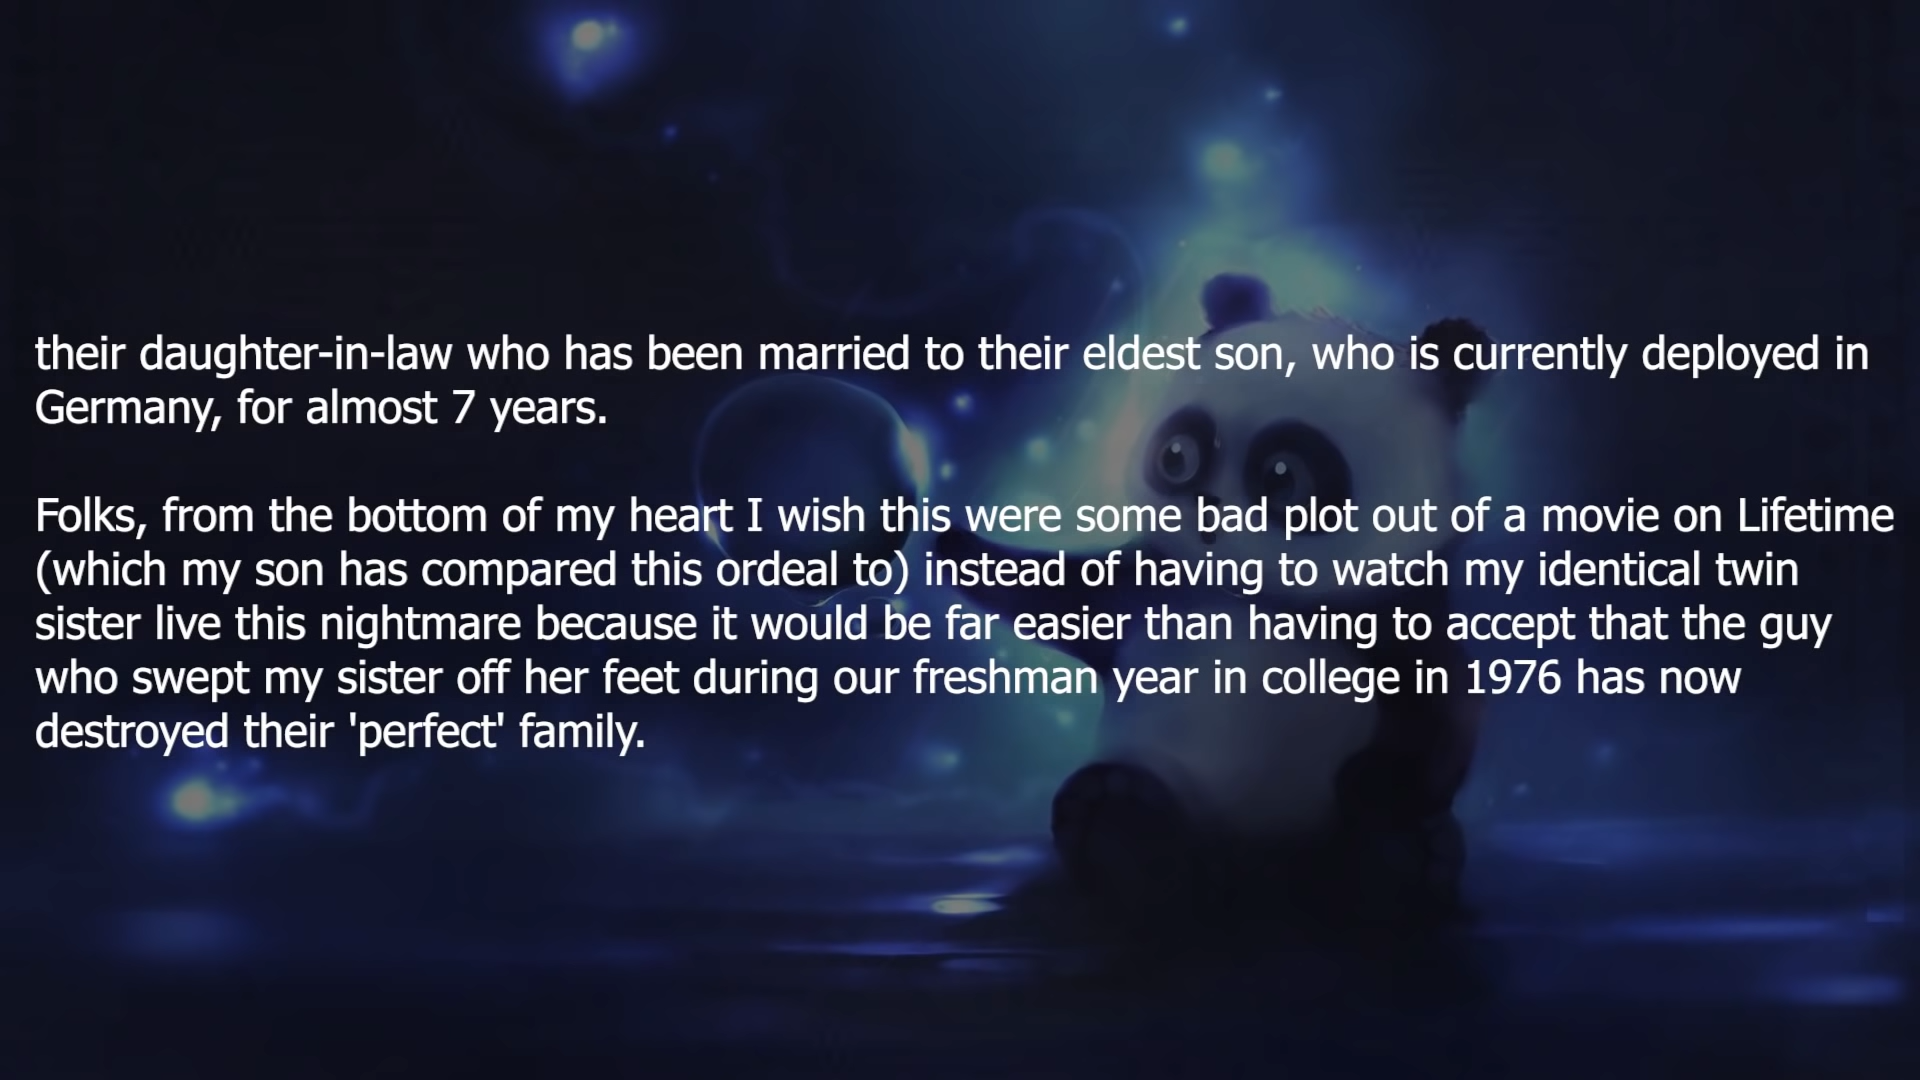 their daughter-in-law who has been married to their eldest son, who is currently deployed in
Germany, for almost 7 years.
Folks, from the bottom of my heart I wish this were some bad plot out of a movie on Lifetime
(which my son has compared this ordeal to) instead of having to watch my identical twin
sister live this nightmare because it would be far easier than having to accept that the guy
who swept my sister off her feet during our freshman year in college in 1976 has now
destroyed their 'perfect' family.